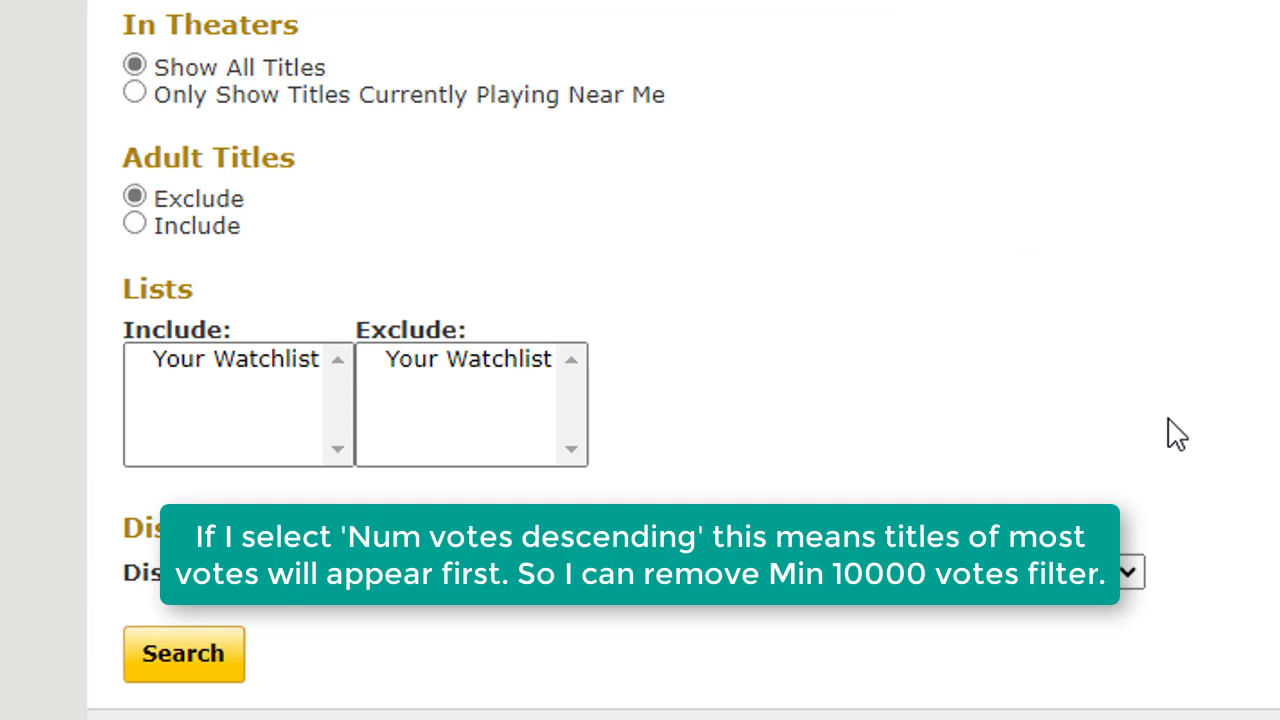 In Theaters
Show All Titles
Only Show Titles Currently Playing Near Me
Adult Titles
Exclude
Include
Lists
Include: Exclude:
Your Watchlist Your Watchlist
If I select 'Num votes descending' this means titles of most
votes will appear first. So I can remove Min 10000 votes filter.
Search